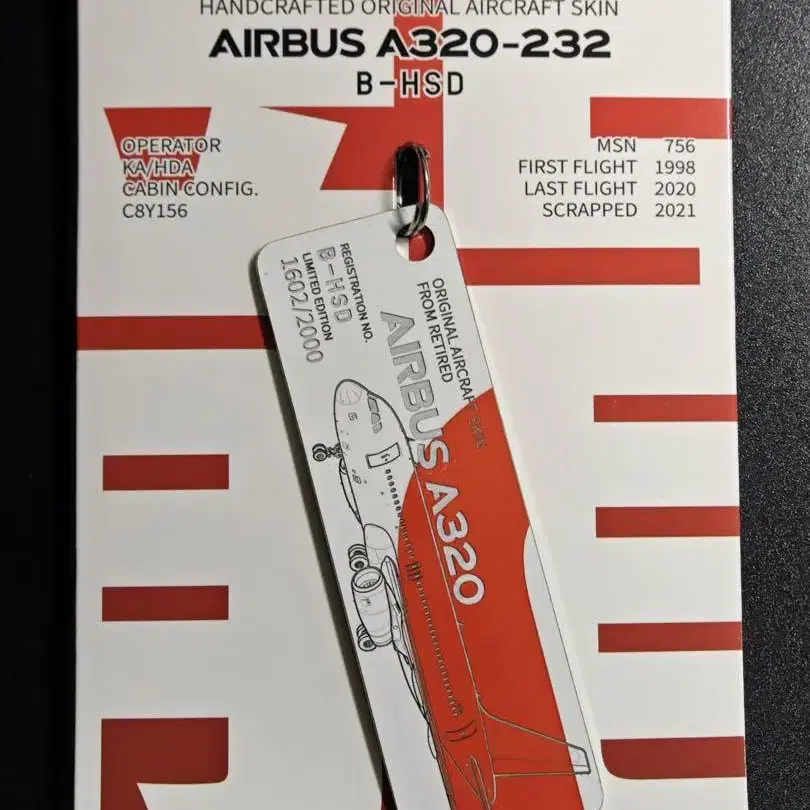 HANDCRAFTED ORIGINAL AIRCRAFT SKIN
AIRBUS A320-232
B-HSD
OPERATOR
KA/HDA
CABIN CONFIG.
C8Y156
MSN 756
FIRST FLIGHT 1998
LAST FLIGHT 2020
SCRAPPED 2021
REGISTRATION NO.
B-HSD
LIMITED EDITION
1602/2000
ORIGINAL AIRCRAFT SKIN
FROM RETIRED
AIRBUS A320